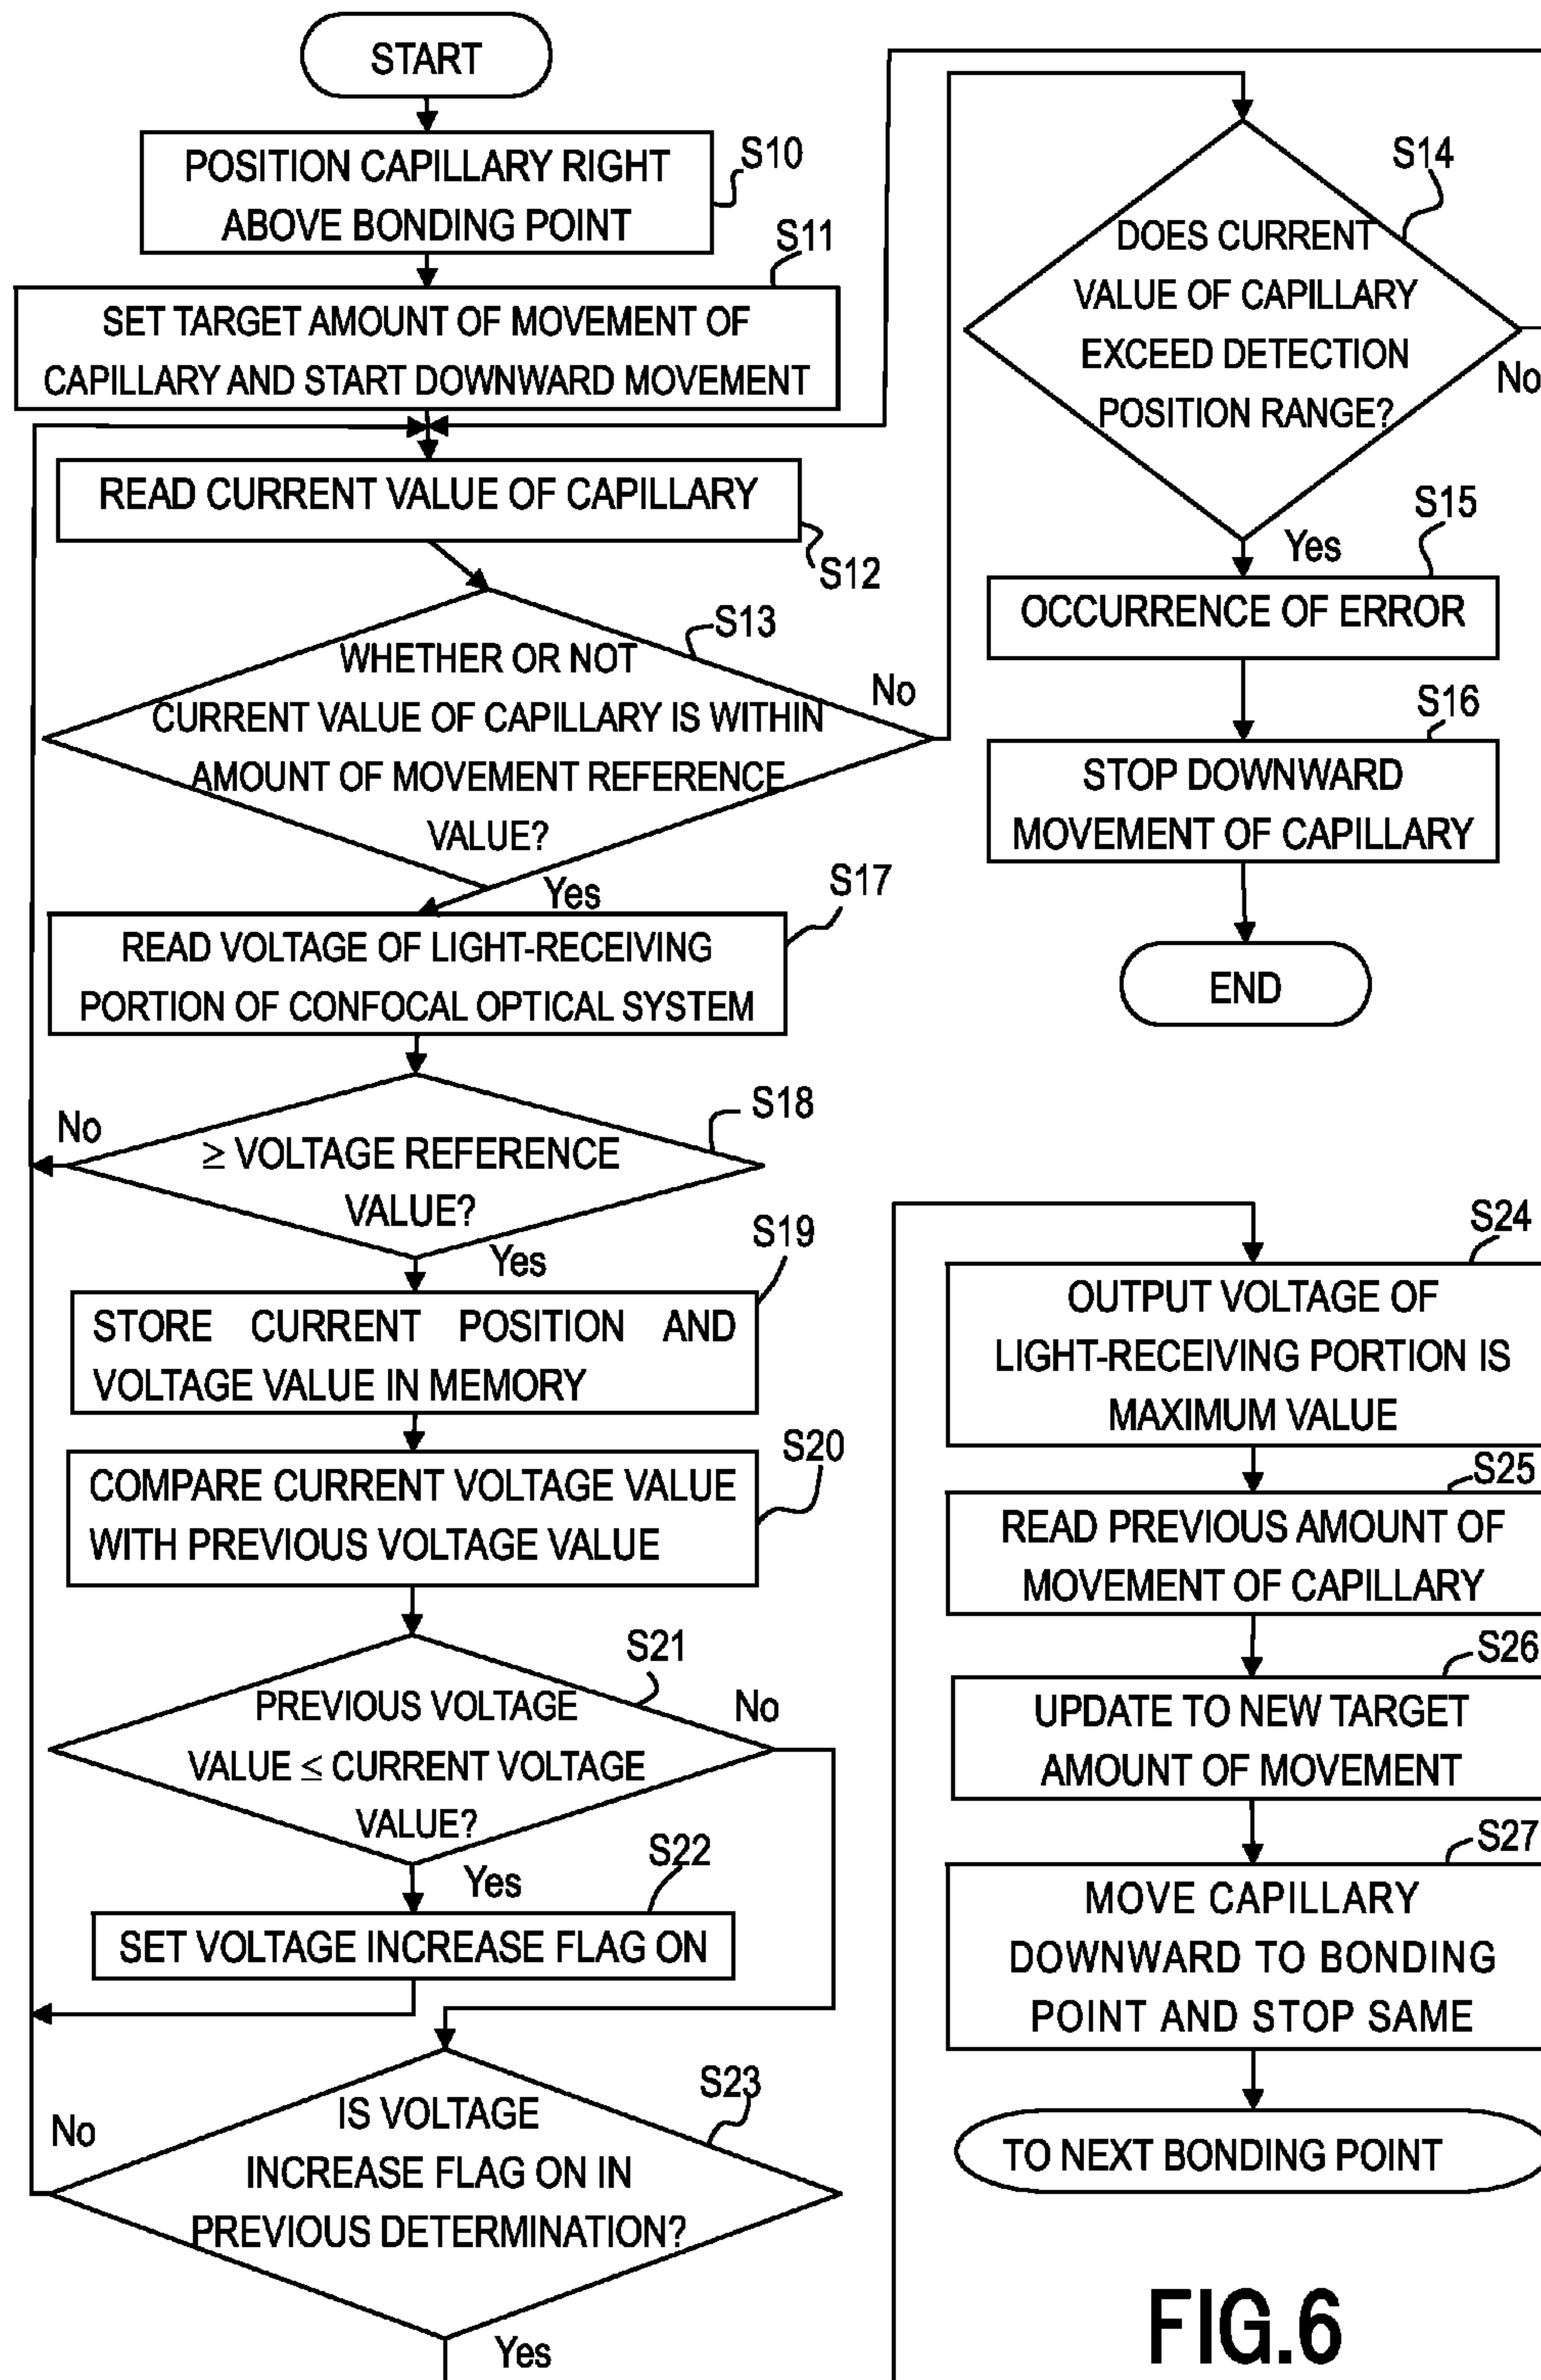 START
POSITION CAPILLARY RIGHT
ABOVE BONDING POINT
S10
S11
SET TARGET AMOUNT OF MOVEMENT OF
CAPILLARY AND START DOWNWARD MOVEMENT
READ CURRENT VALUE OF CAPILLARY
S12
S13
WHETHER OR NOT
CURRENT VALUE OF CAPILLARY IS WITHIN
AMOUNT OF MOVEMENT REFERENCE
VALUE?
No
Yes
S14
DOES CURRENT
VALUE OF CAPILLARY
EXCEED DETECTION
POSITION RANGE?
No
Yes
S15
OCCURRENCE OF ERROR
S16
STOP DOWNWARD
MOVEMENT OF CAPILLARY
END
S17
READ VOLTAGE OF LIGHT-RECEIVING
PORTION OF CONFOCAL OPTICAL SYSTEM
S18
No
≥ VOLTAGE REFERENCE
VALUE?
Yes
S19
STORE CURRENT POSITION AND
VOLTAGE VALUE IN MEMORY
S20
COMPARE CURRENT VOLTAGE VALUE
WITH PREVIOUS VOLTAGE VALUE
S21
PREVIOUS VOLTAGE
VALUE ≤ CURRENT VOLTAGE
VALUE?
No
Yes
S22
SET VOLTAGE INCREASE FLAG ON
S23
No
IS VOLTAGE
INCREASE FLAG ON IN
PREVIOUS DETERMINATION?
Yes
S24
OUTPUT VOLTAGE OF
LIGHT-RECEIVING PORTION IS
MAXIMUM VALUE
S25
READ PREVIOUS AMOUNT OF
MOVEMENT OF CAPILLARY
S26
UPDATE TO NEW TARGET
AMOUNT OF MOVEMENT
S27
MOVE CAPILLARY
DOWNWARD TO BONDING
POINT AND STOP SAME
TO NEXT BONDING POINT
FIG.6